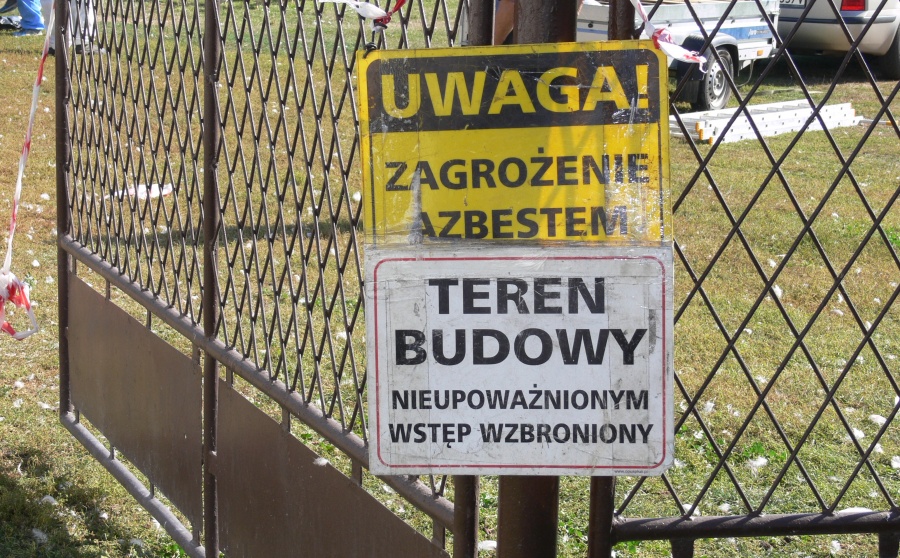 UWAGA!
ZAGROŻENIE
AZBESTEM
TEREN
BUDOWY
NIEUPOWAŻNIONYM
WSTĘP WZBRONIONY